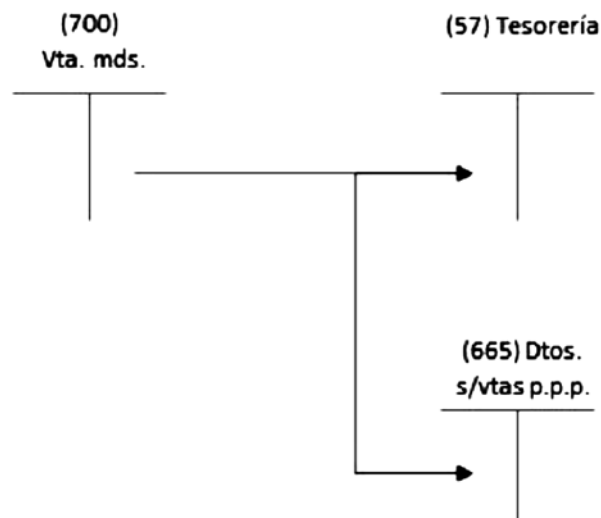 (700)
Vta. mds.
(57) Tesorería
(665) Dtos.
s/vtas p.p.p.